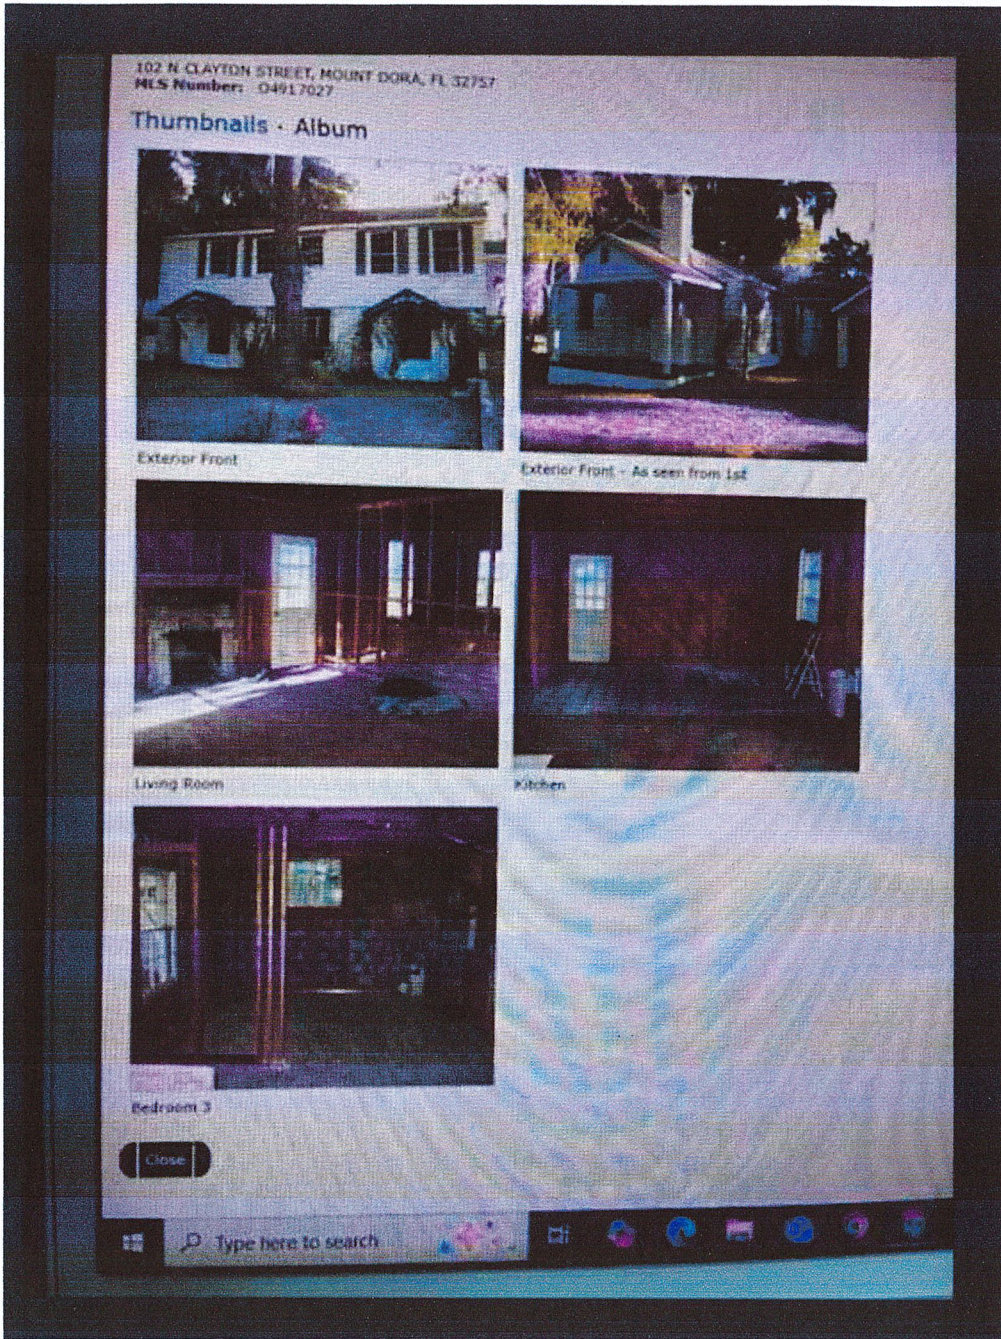 102 N CLAYTON STREET, MOUNT DORA, FL 32757
MLS Number: O4917027
Thumbnails · Album
Exterior Front
Exterior Front - As seen from 1st
Living Room
Kitchen
Bedroom 3
Close
Type here to search